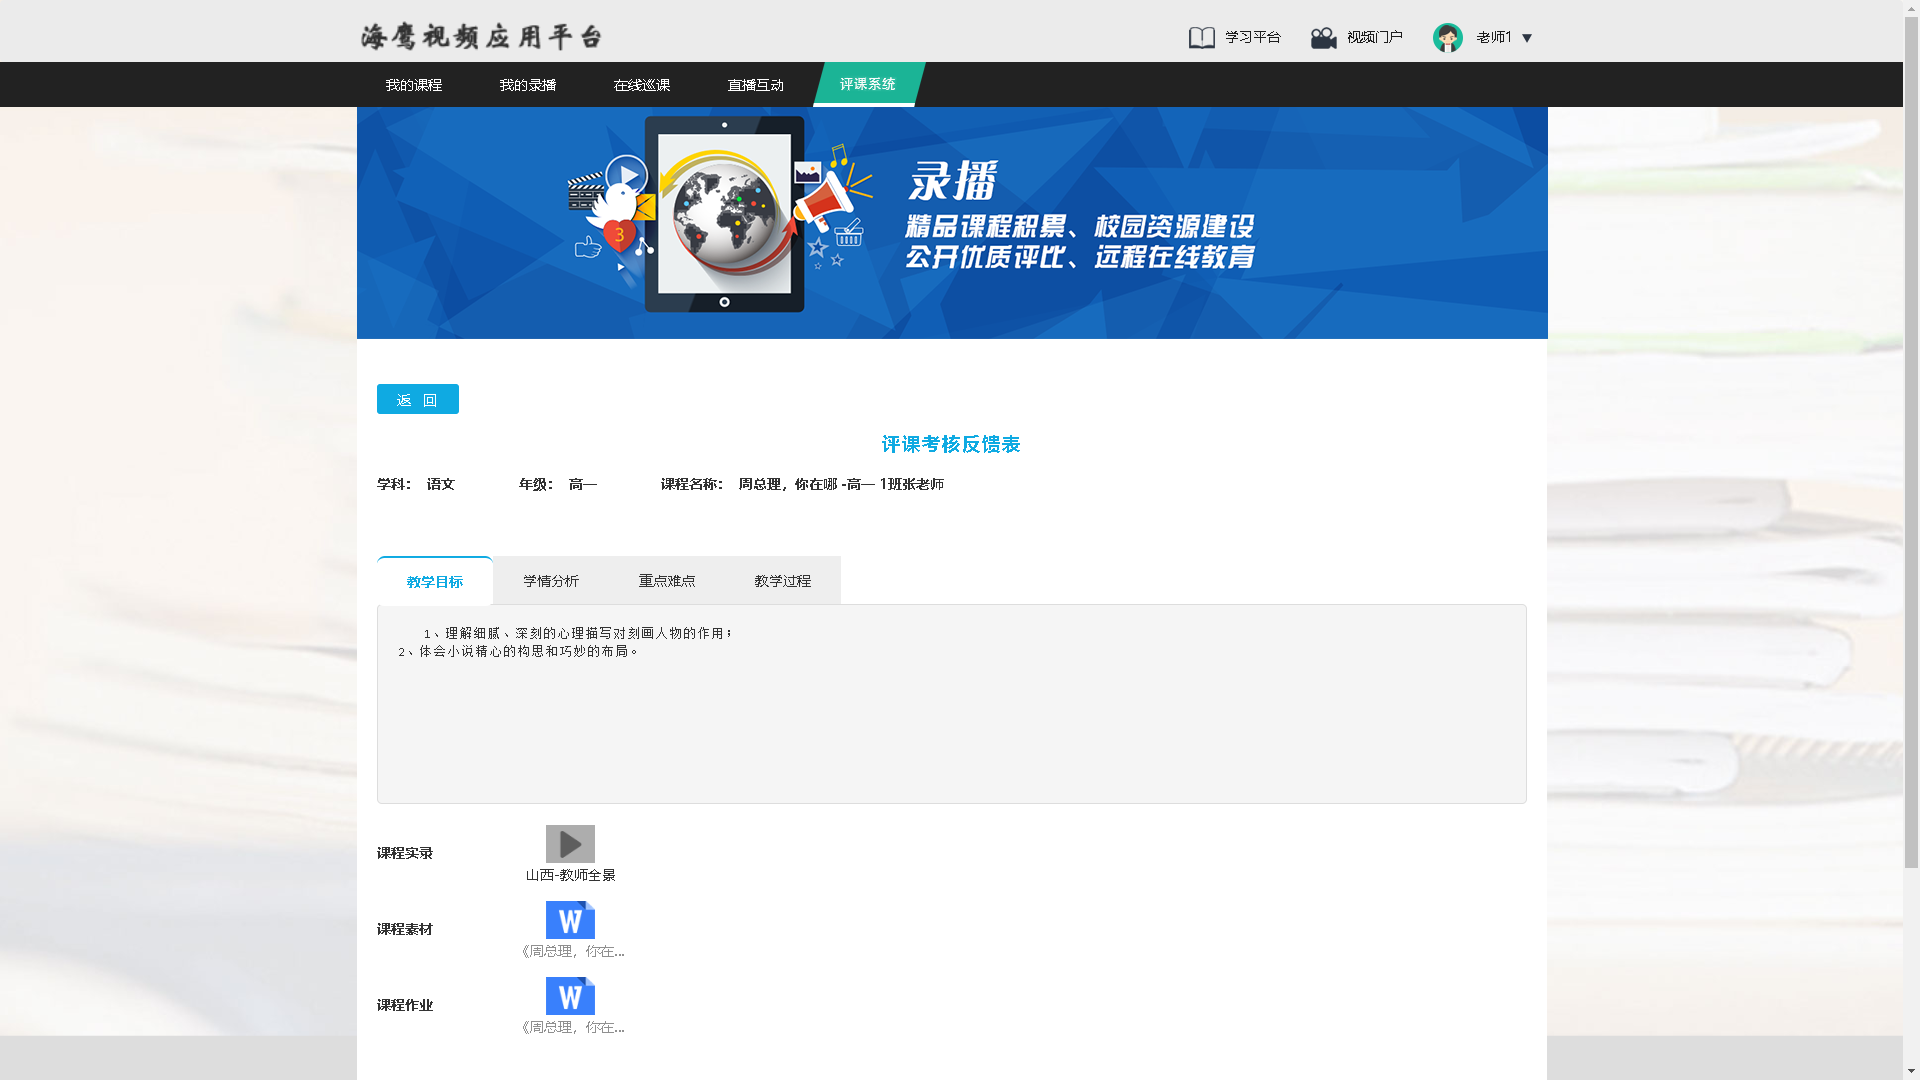 海鹰视频应用平台
学习平台
视频门户
老师1 ▼
我的课程
我的录播
在线巡课
直播互动
评课系统
3
录播
精品课程积累、校园资源建设
公开优质评比、远程在线教育
返 回
评课考核反馈表
学科： 语文 年级： 高一 课程名称： 周总理，你在哪 -高一 1班张老师
教学目标
学情分析
重点难点
教学过程
1、理解细腻、深刻的心理描写对刻画人物的作用；
2、体会小说精心的构思和巧妙的布局。
课程实录
山西-教师全景
课程素材
W
《周总理，你在...
课程作业
W
《周总理，你在...